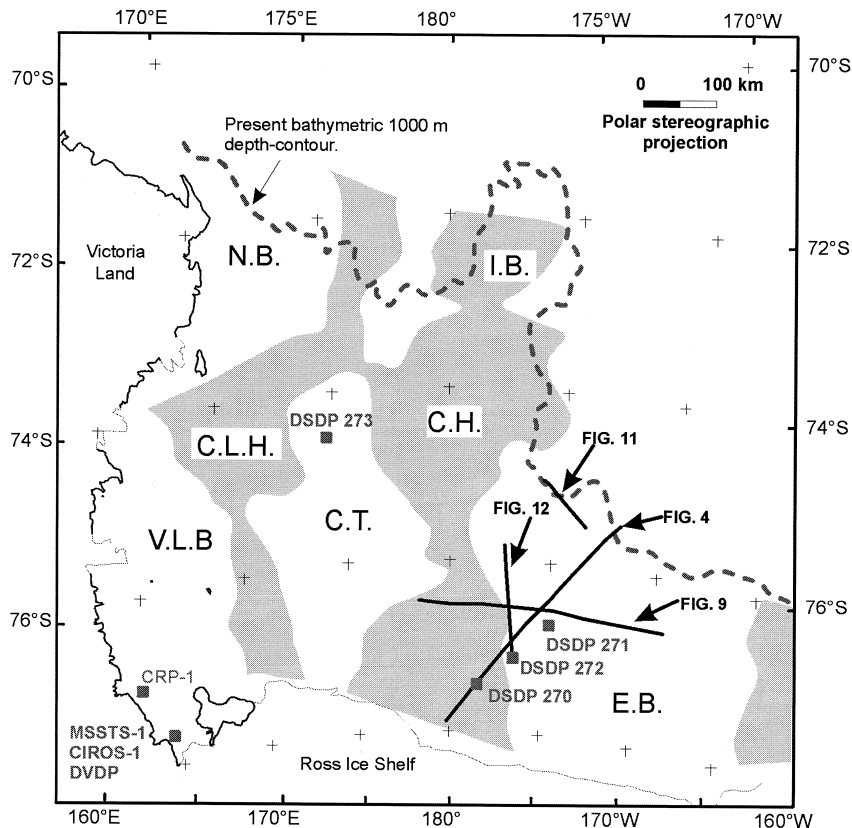 170°E 175°E 180° 175°W 170°W
70°S 70°S
0 100 km
Polar stereographic
projection
Present bathymetric 1000 m
depth-contour.
Victoria
Land
N.B.
I.B.
72°S 72°S
DSDP 273
C.H.
C.L.H.
74°S 74°S
FIG. 11
FIG. 12
FIG. 4
C.T.
V.L.B
76°S 76°S
FIG. 9
DSDP 271
DSDP 272
DSDP 270
E.B.
CRP-1
MSSTS-1
CIROS-1
DVDP
Ross Ice Shelf
160°E 170°E 180° 170°W 160°W